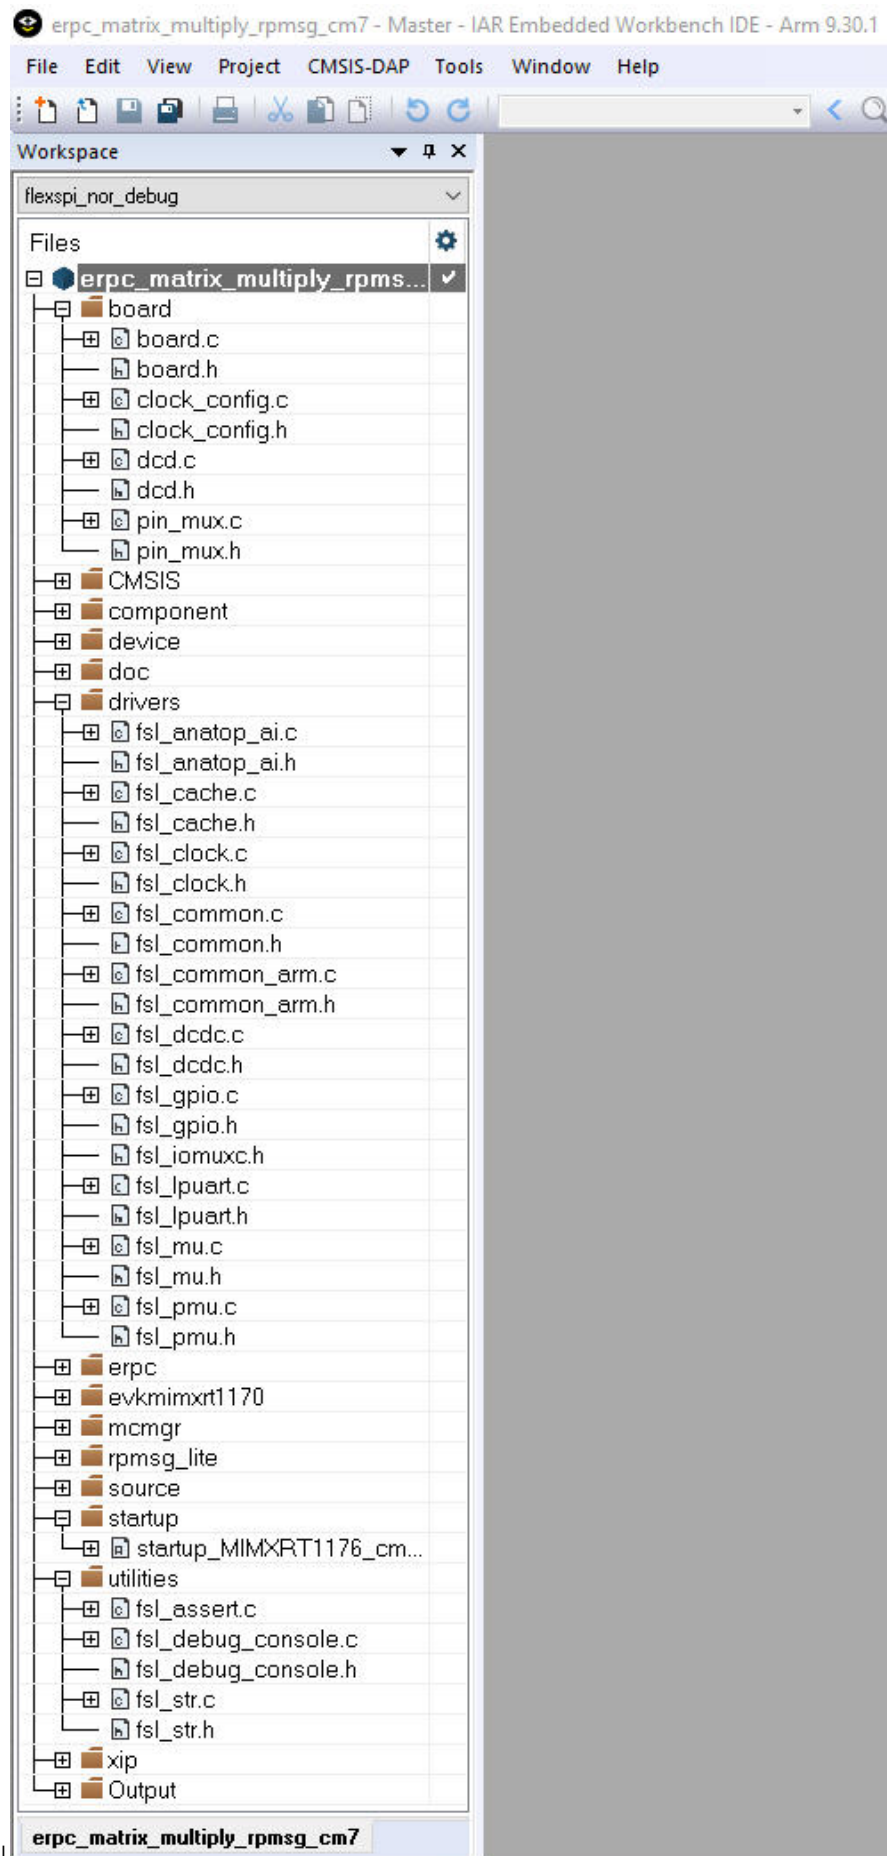 erpc_matrix_multiply_rpmsg_cm7 - Master - IAR Embedded Workbench IDE - Arm 9.30.1
File Edit View Project CMSIS-DAP Tools Window Help
Workspace
flexspi_nor_debug
Files
erpc_matrix_multiply_rpms...
board
board.c
board.h
clock_config.c
clock_config.h
dcd.c
dcd.h
pin_mux.c
pin_mux.h
CMSIS
component
device
doc
drivers
fsl_anatop_ai.c
fsl_anatop_ai.h
fsl_cache.c
fsl_cache.h
fsl_clock.c
fsl_clock.h
fsl_common.c
fsl_common.h
fsl_common_arm.c
fsl_common_arm.h
fsl_dcdc.c
fsl_dcdc.h
fsl_gpio.c
fsl_gpio.h
fsl_iomuxc.h
fsl_lpuart.c
fsl_lpuart.h
fsl_mu.c
fsl_mu.h
fsl_pmu.c
fsl_pmu.h
erpc
evkmimxrt1170
mcmgr
rpmsg_lite
source
startup
startup_MIMXRT1176_cm...
utilities
fsl_assert.c
fsl_debug_console.c
fsl_debug_console.h
fsl_str.c
fsl_str.h
xip
Output
erpc_matrix_multiply_rpmsg_cm7